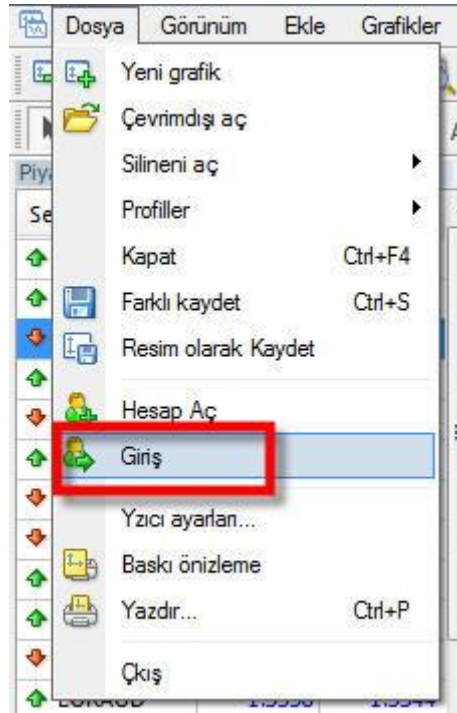 Dosya Görünüm Ekle Grafikler
Yeni grafik
Çevrimdışı aç
Silineni aç
Profiller
Kapat Ctrl+F4
Farklı kaydet Ctrl+S
Resim olarak Kaydet
Hesap Aç
Giriş
Yzıcı ayarları...
Baskı önizleme
Yazdır... Ctrl+P
Çkış